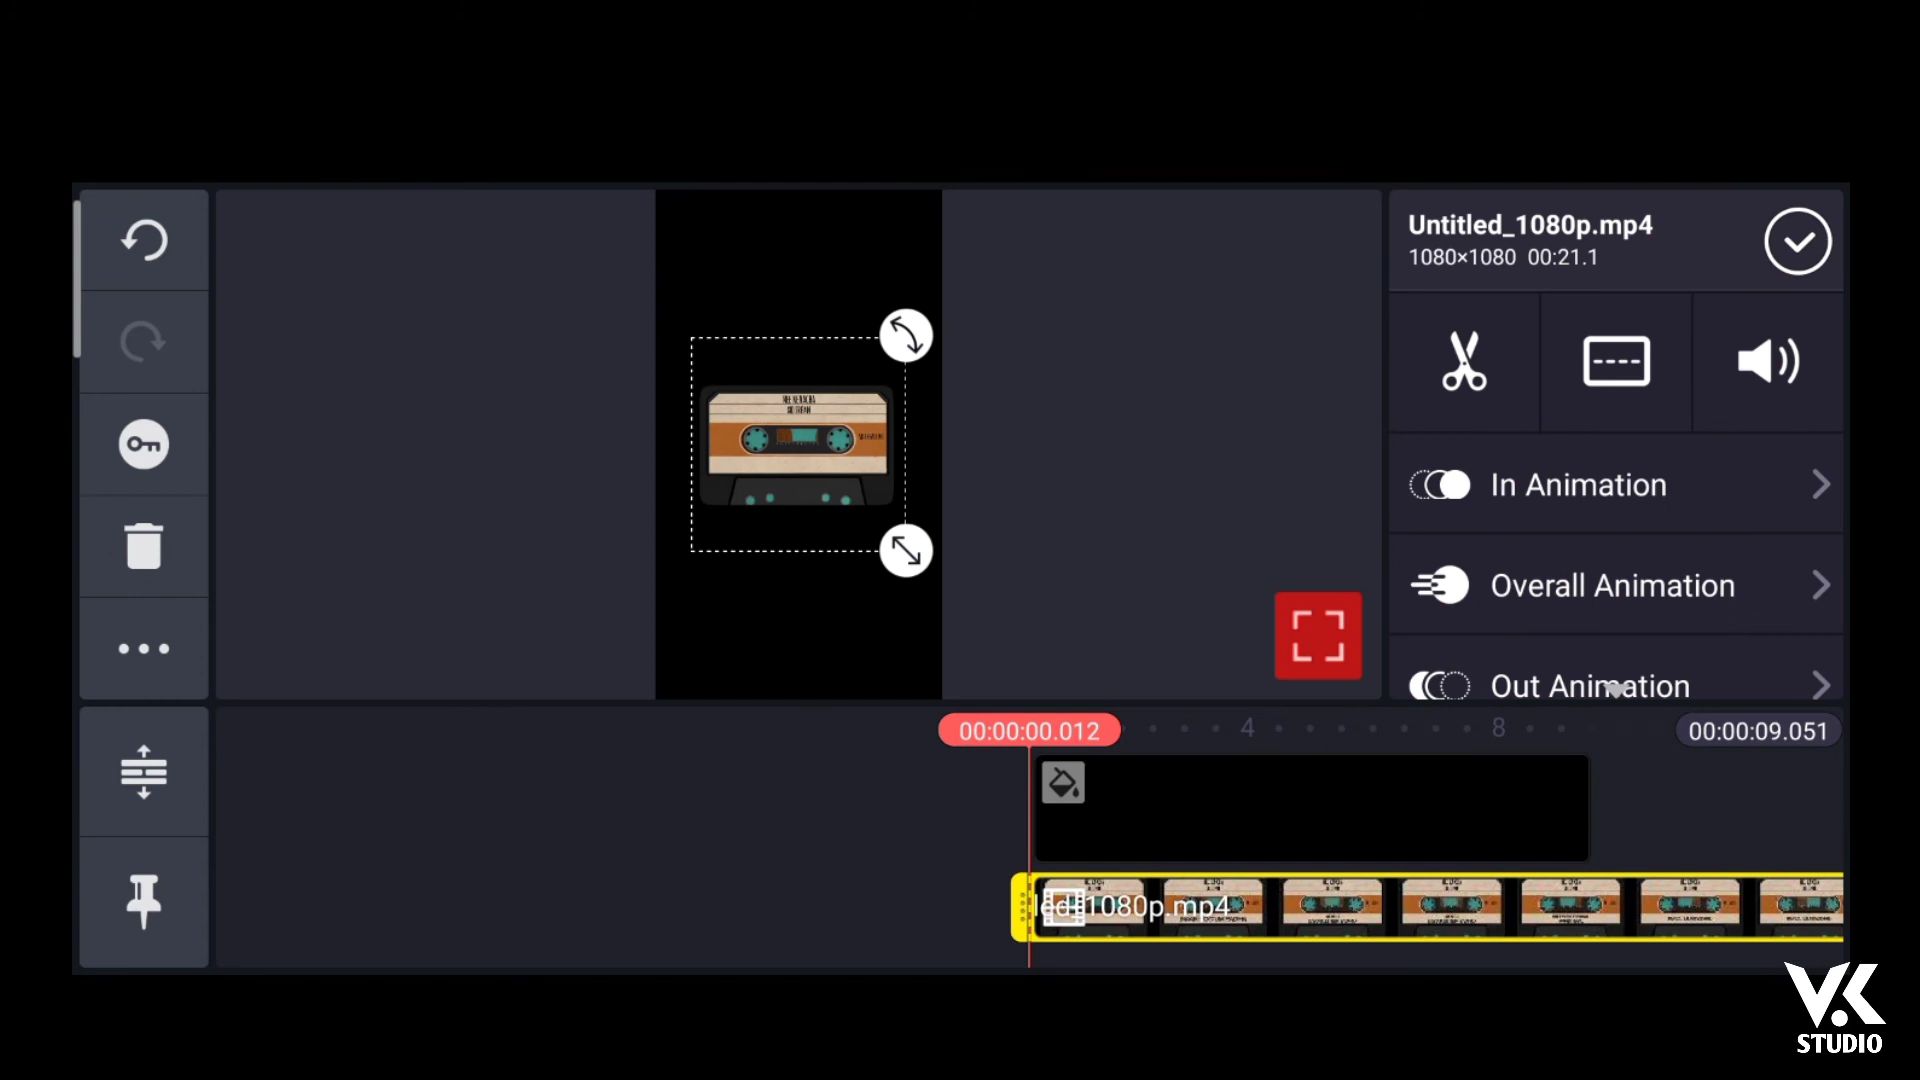 Untitled_1080p.mp4
1080×1080 00:21.1
In Animation
Overall Animation
Out Animation
00:00:00.012
4
8
00:00:09.051
led_1080p.mp4
VK
STUDIO